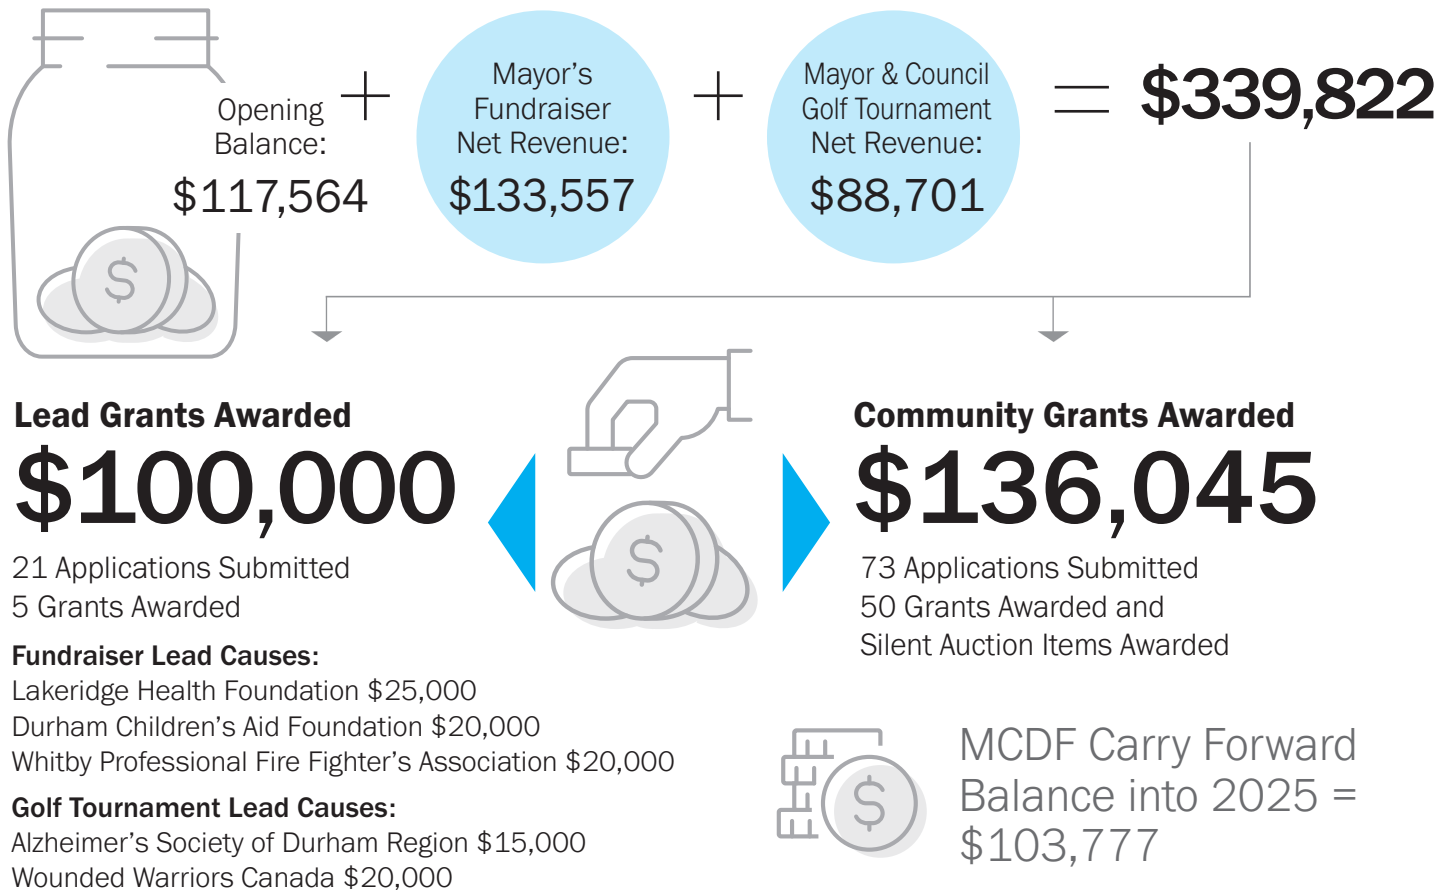 Opening
Balance:
$117,564
+
Mayor’s
Fundraiser
Net Revenue:
$133,557
+
Mayor & Council
Golf Tournament
Net Revenue:
$88,701
=
$339,822
Lead Grants Awarded
$100,000
21 Applications Submitted
5 Grants Awarded
Fundraiser Lead Causes:
Lakeridge Health Foundation $25,000
Durham Children’s Aid Foundation $20,000
Whitby Professional Fire Fighter’s Association $20,000
Golf Tournament Lead Causes:
Alzheimer’s Society of Durham Region $15,000
Wounded Warriors Canada $20,000
$
$
Community Grants Awarded
$136,045
73 Applications Submitted
50 Grants Awarded and
Silent Auction Items Awarded
$
MCDF Carry Forward
Balance into 2025 =
$103,777